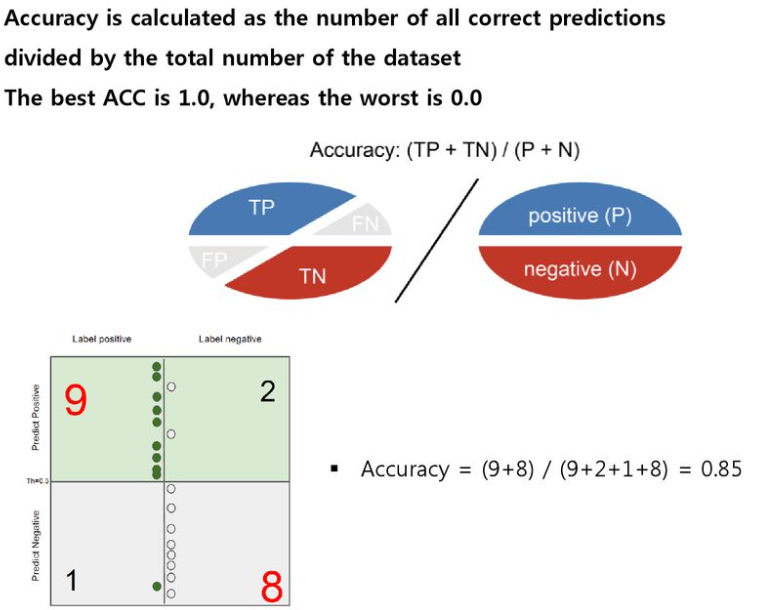 Accuracy is calculated as the number of all correct predictions
divided by the total number of the dataset
The best ACC is 1.0, whereas the worst is 0.0
Accuracy: (TP + TN) / (P + N)
TP
FN
FP
TN
positive (P)
negative (N)
Label positive Label negative
Predict Positive
9 2
▪ Accuracy = (9+8) / (9+2+1+8) = 0.85
Predict Negative
1 8